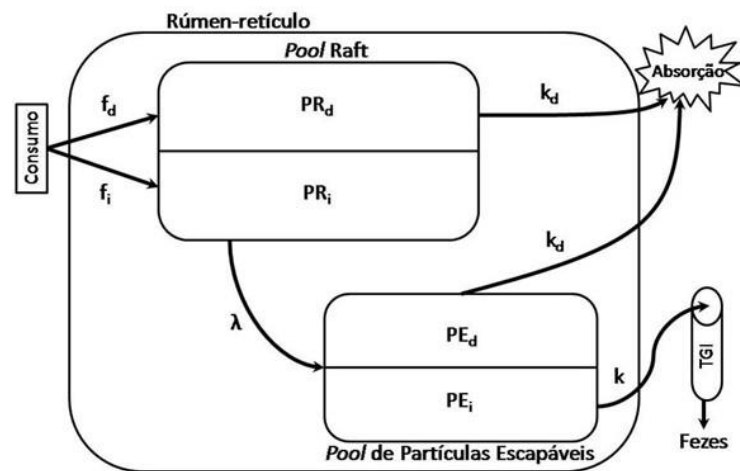 Rúmen-retículo
Pool Raft
Absorção
Consumo
f_d
PR_d
k_d
f_i
PR_i
k_d
λ
PE_d
k
TGI
PE_i
Pool de Partículas Escapáveis
Fezes